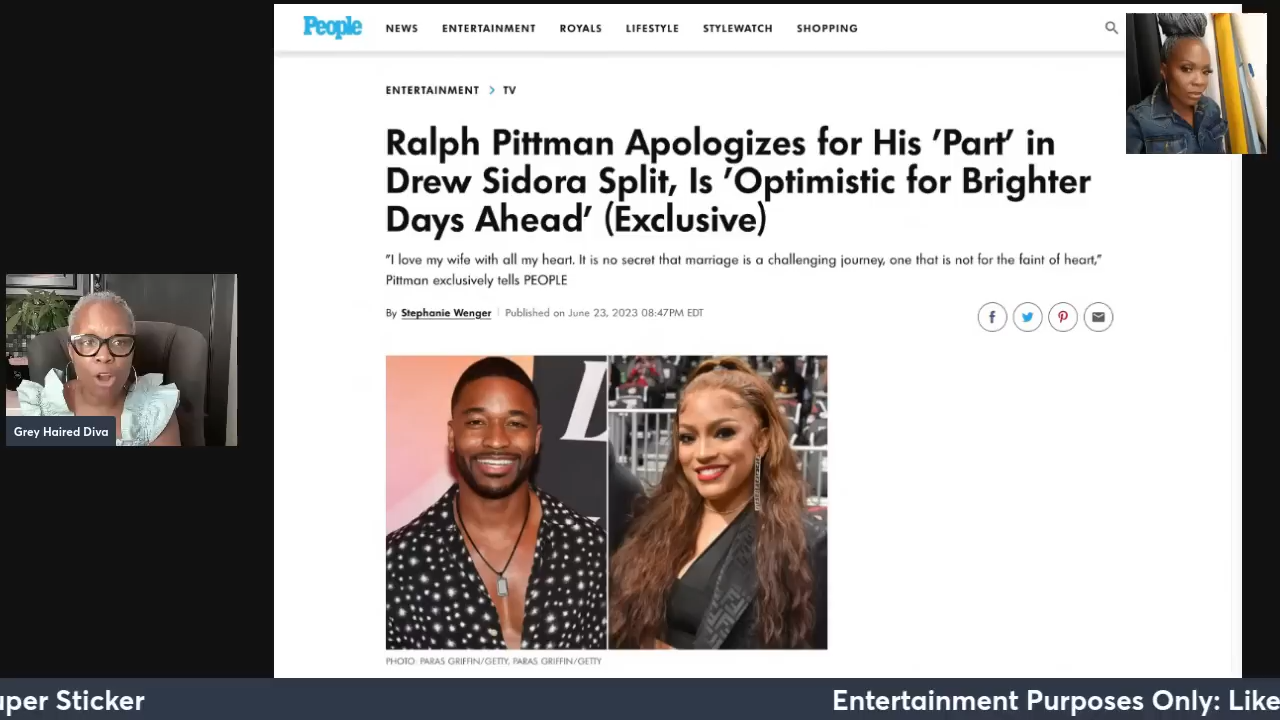 People
NEWS
ENTERTAINMENT
ROYALS
LIFESTYLE
STYLEWATCH
SHOPPING
ENTERTAINMENT > TV
Ralph Pittman Apologizes for His 'Part' in
Drew Sidora Split, Is 'Optimistic for Brighter
Days Ahead' (Exclusive)
"I love my wife with all my heart. It is no secret that marriage is a challenging journey, one that is not for the faint of heart,"
Pittman exclusively tells PEOPLE
By Stephanie Wenger | Published on June 23, 2023 08:47PM EDT
Grey Haired Diva
PHOTO: PARAS GRIFFIN/GETTY, PARAS GRIFFIN/GETTY
uper Sticker
Entertainment Purposes Only: Like